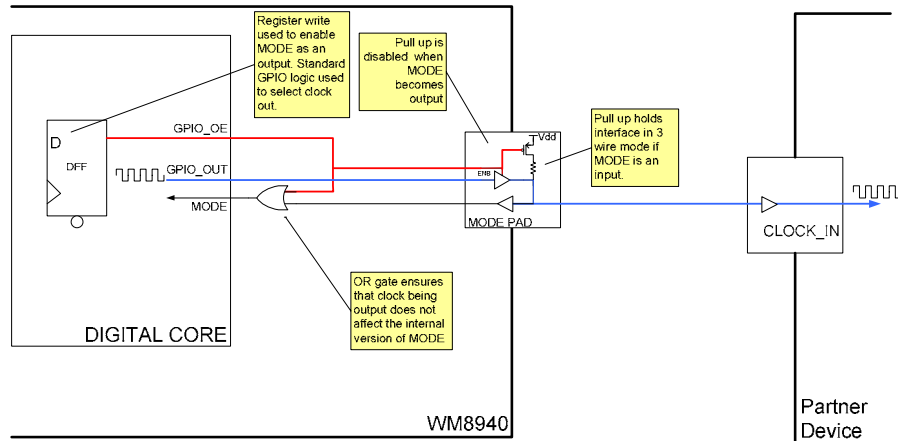 Register write
used to enable
MODE as an
output. Standard
GPIO logic used
to select clock
out.
Pull up is
disabled when
MODE
becomes
output
Pull up holds
interface in 3
wire mode if
MODE is an
input.
Vdd
GPIO_OE
D
DFF
GPIO_OUT
ENB
MODE
MODE PAD
CLOCK_IN
OR gate ensures
that clock being
output does not
affect the internal
version of MODE
DIGITAL CORE
WM8940
Partner
Device